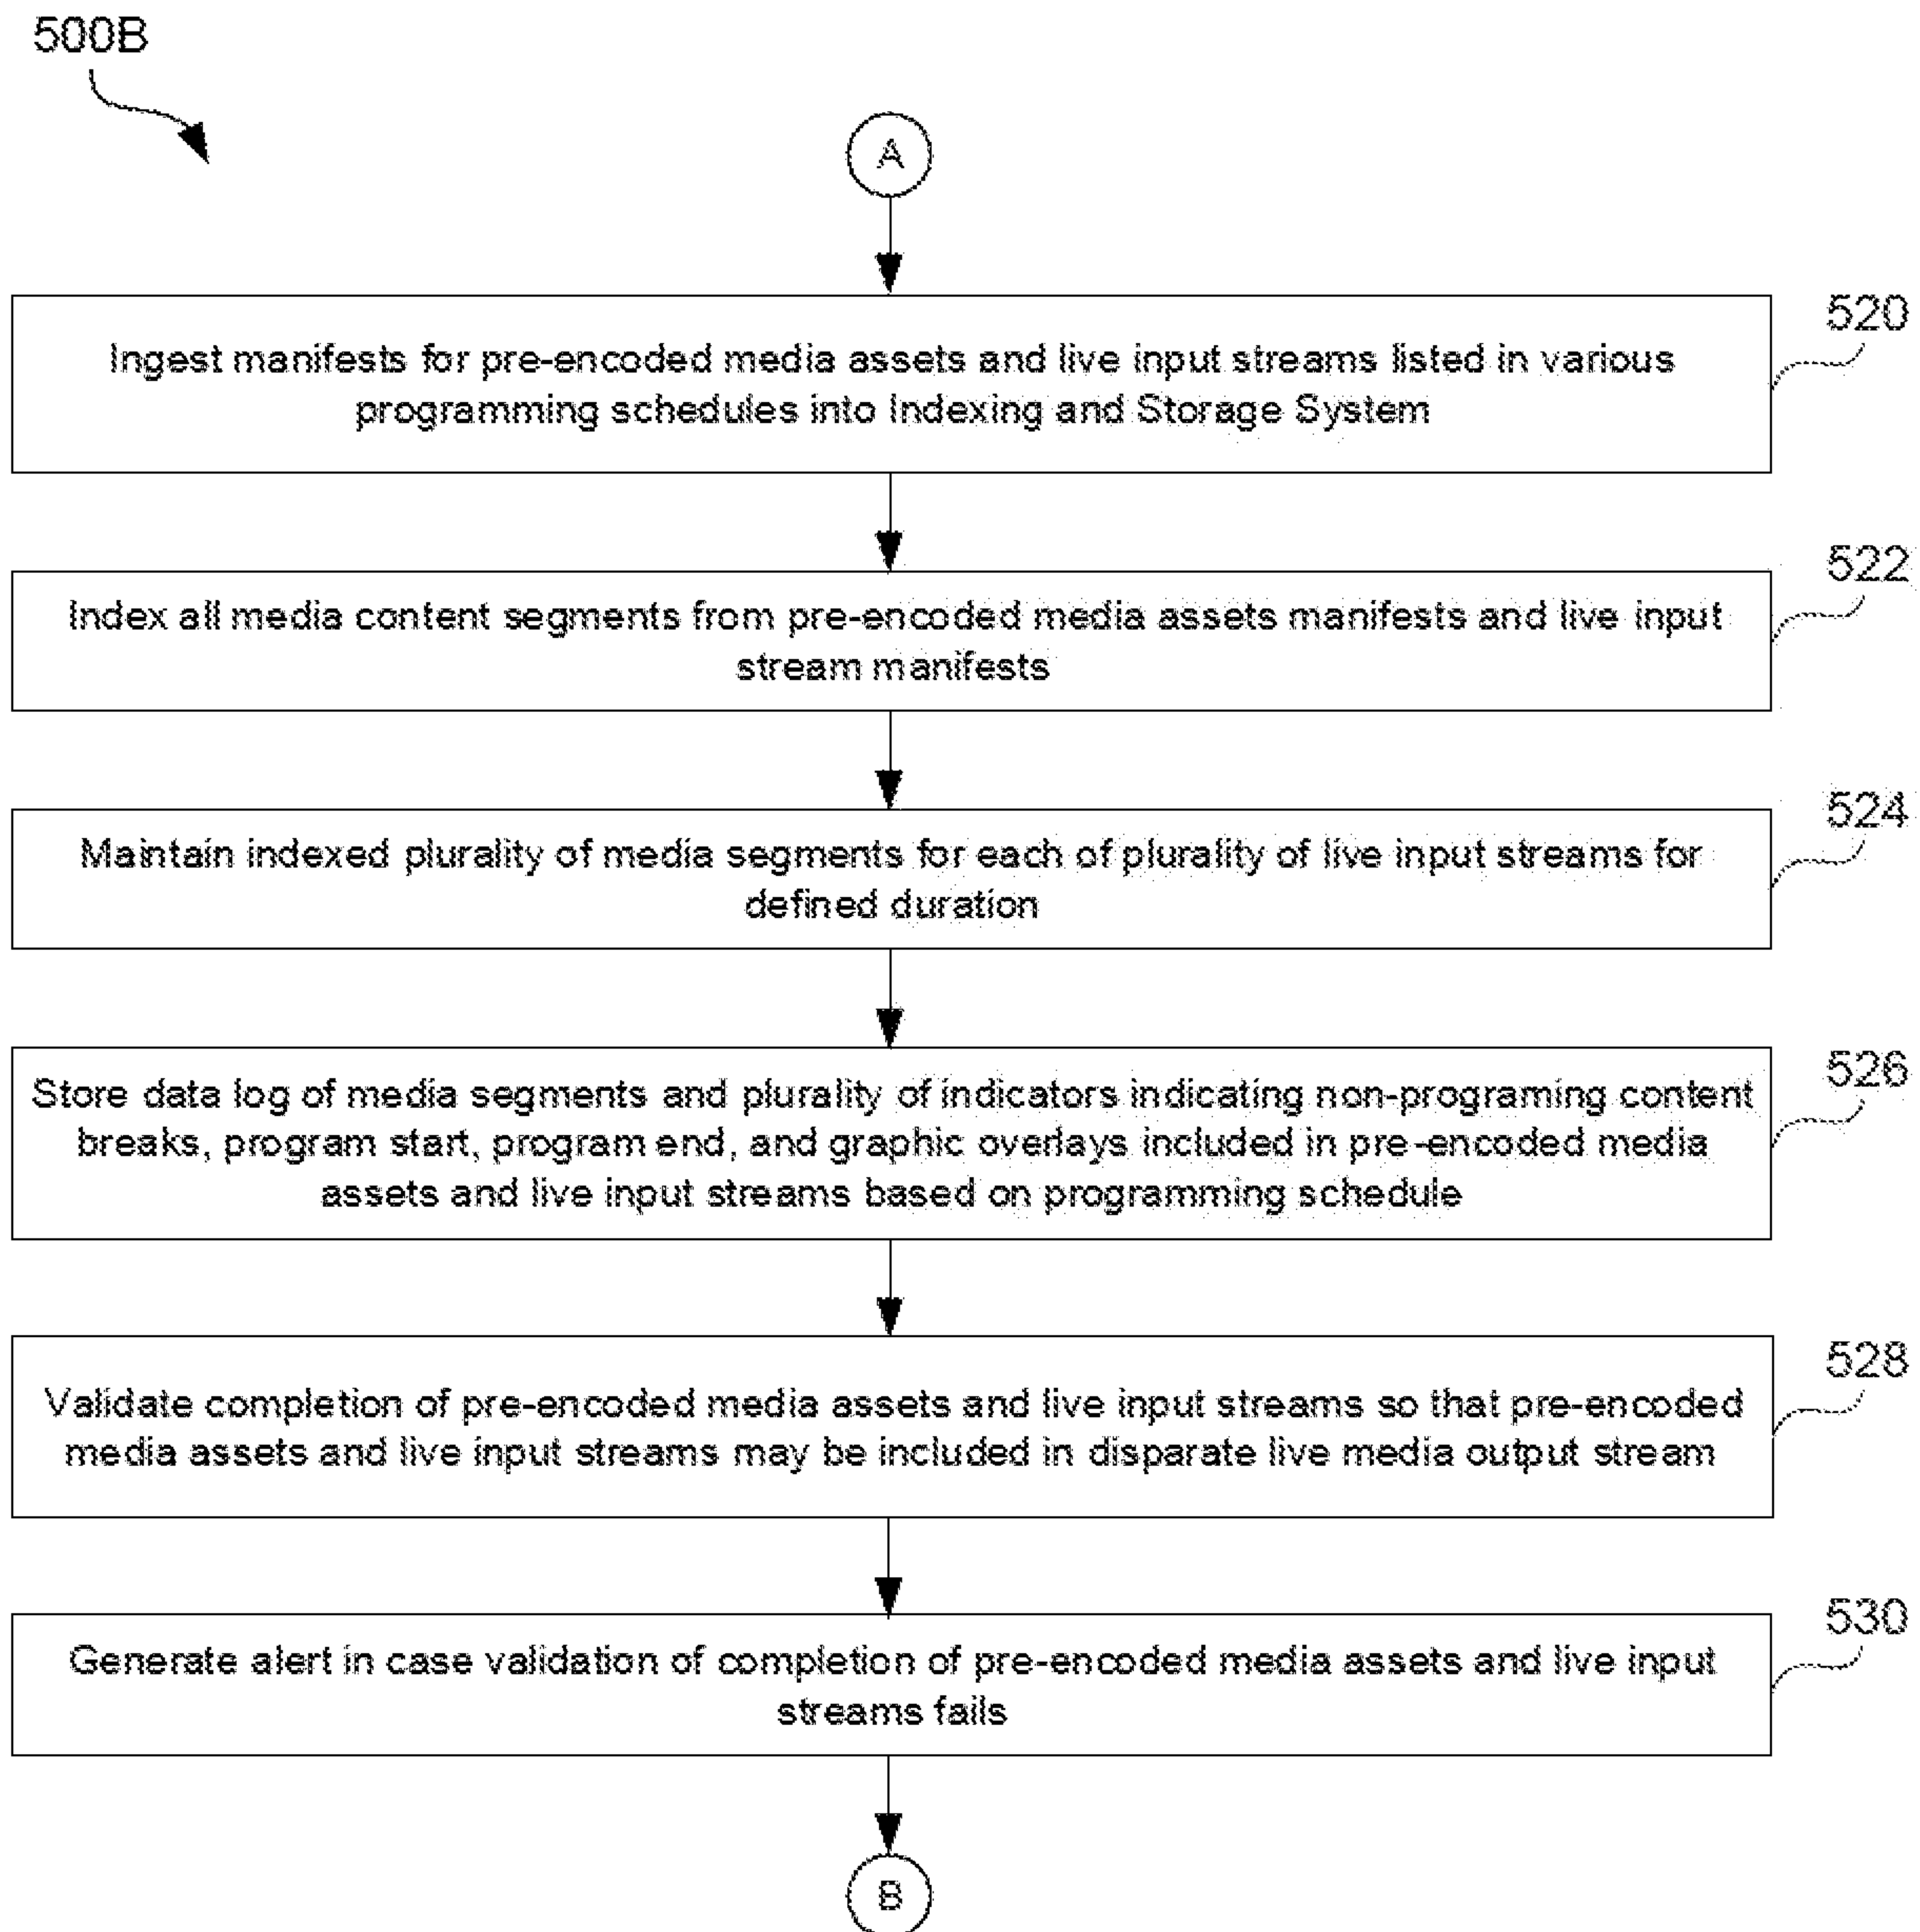 500B
A
520
Ingest manifests for pre-encoded media assets and live input streams listed in various
programming schedules into Indexing and Storage System
522
Index all media content segments from pre-encoded media assets manifests and live input
stream manifests
524
Maintain indexed plurality of media segments for each of plurality of live input streams for
defined duration
526
Store data log of media segments and plurality of indicators indicating non-programing content
breaks, program start, program end, and graphic overlays included in pre-encoded media
assets and live input streams based on programming schedule
528
Validate completion of pre-encoded media assets and live input streams so that pre-encoded
media assets and live input streams may be included in disparate live media output stream
530
Generate alert in case validation of completion of pre-encoded media assets and live input
streams fails
B